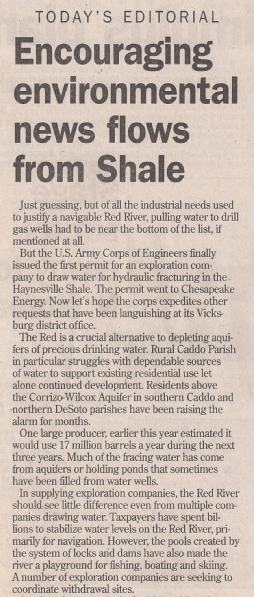 TODAY'S EDITORIAL
Encouraging
environmental
news flows
from Shale
Just guessing, but of all the industrial needs used
to justify a navigable Red River, pulling water to drill
gas wells had to be near the bottom of the list, if
mentioned at all.
But the U.S. Army Corps of Engineers finally
issued the first permit for an exploration com-
pany to draw water for hydraulic fracturing in the
Haynesville Shale. The permit went to Chesapeake
Energy. Now let's hope the corps expedites other
requests that have been languishing at its Vicks-
burg district office.
The Red is a crucial alternative to depleting aqui-
fers of precious drinking water. Rural Caddo Parish
in particular struggles with dependable sources
of water to support existing residential use let
alone continued development. Residents above
the Corrizo-Wilcox Aquifer in southern Caddo and
northern DeSoto parishes have been raising the
alarm for months.
One large producer, earlier this year estimated it
would use 17 million barrels a year during the next
three years. Much of the fracing water has come
from aquifers or holding ponds that sometimes
have been filled from water wells.
In supplying exploration companies, the Red River
should see little difference even from multiple com-
panies drawing water. Taxpayers have spent bil-
lions to stabilize water levels on the Red River, pri-
marily for navigation. However, the pools created by
the system of locks and dams have also made the
river a playground for fishing, boating and skiing.
A number of exploration companies are seeking to
coordinate withdrawal sites.